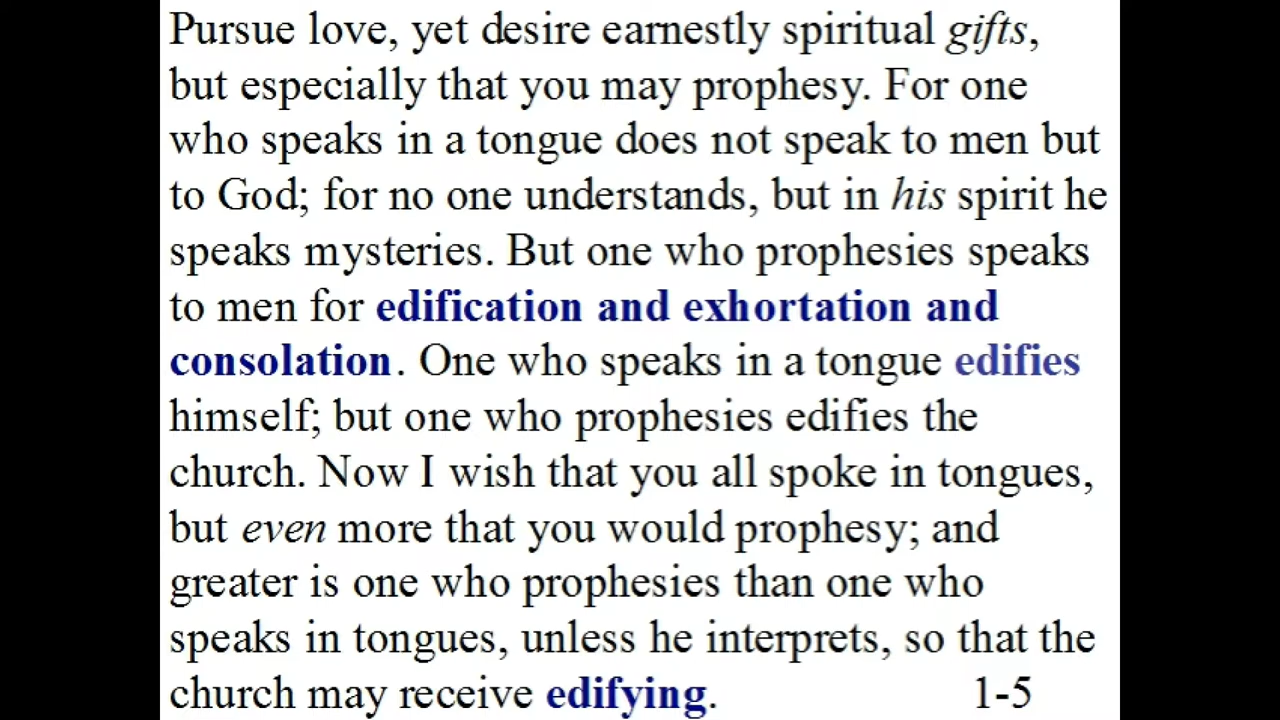 Pursue love, yet desire earnestly spiritual gifts,
but especially that you may prophesy. For one
who speaks in a tongue does not speak to men but
to God; for no one understands, but in his spirit he
speaks mysteries. But one who prophesies speaks
to men for edification and exhortation and
consolation. One who speaks in a tongue edifies
himself; but one who prophesies edifies the
church. Now I wish that you all spoke in tongues,
but even more that you would prophesy; and
greater is one who prophesies than one who
speaks in tongues, unless he interprets, so that the
church may receive edifying. 1-5